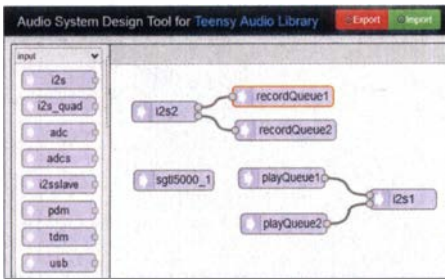 Audio System Design Tool for Teensy Audio Library
Export
Import
input
i2s
i2s_quad
adc
adcs
i2sslave
pdm
tdm
usb
i2s2
recordQueue1
recordQueue2
sgtl5000_1
playQueue1
playQueue2
i2s1